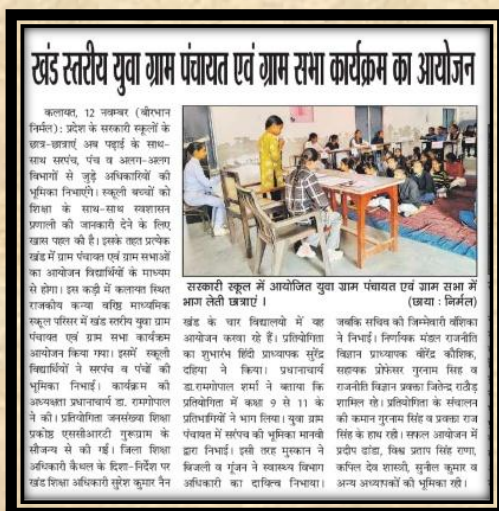 खंड स्तरीय युवा ग्राम पंचायत एवं ग्राम सभा कार्यक्रम का आयोजन
कलायत, 12 नवम्बर (बीरभान
निर्मल): प्रदेश के सरकारी स्कूलों के
छात्र-छात्राएं अब पढ़ाई के साथ-
साथ सरपंच, पंच व अलग-अलग
विभागों से जुड़े अधिकारियों की
भूमिका निभाएंगे। स्कूली बच्चों को
शिक्षा के साथ-साथ स्वशासन
प्रणाली की जानकारी देने के लिए
खास पहल की है। इसके तहत प्रत्येक
खंड में ग्राम पंचायत एवं ग्राम सभाओं
का आयोजन विद्यार्थियों के माध्यम
से होगा। इस कड़ी में कलायत स्थित
राजकीय कन्या वरिष्ठ माध्यमिक
स्कूल परिसर में खंड स्तरीय युवा ग्राम
पंचायत एवं ग्राम सभा कार्यक्रम
आयोजन किया गया। इसमें स्कूली
विद्यार्थियों ने सरपंच व पंचों की
भूमिका निभाई। कार्यक्रम की
अध्यक्षता प्रधानाचार्य डा. रामगोपाल
ने की। प्रतियोगिता जनसंख्या शिक्षा
प्रकोष्ठ एससीआरटी गुरूग्राम के
सौजन्य से की गई। जिला शिक्षा
अधिकारी कैथल के दिशा-निर्देश पर
खंड शिक्षा अधिकारी सुरेश कुमार नैन
सरकारी स्कूल में आयोजित युवा ग्राम पंचायत एवं ग्राम सभा में
भाग लेती छात्राएं । (छाया : निर्मल)
खंड के चार विद्यालयो में यह
आयोजन करवा रहे हैं। प्रतियोगिता
का शुभारंभ हिंदी प्राध्यापक सुरेंद्र
दहिया ने किया। प्रधानाचार्य
डा.रामगोपाल शर्मा ने बताया कि
प्रतियोगिता में कक्षा 9 से 11 के
प्रतिभागियों ने भाग लिया। युवा ग्राम
पंचायत में सरपंच की भूमिका मानवी
द्वारा निभाई। इसी तरह मुस्कान ने
बिजली व गूंजन ने स्वास्थ्य विभाग
अधिकारी का दायित्व निभाया।
जबकि सचिव की जिम्मेवारी वंशिका
ने निभाई। निर्णायक मंडल राजनीति
विज्ञान प्राध्यापक वीरेंद्र कौशिक,
सहायक प्रोफेसर गुरनाम सिंह व
राजनीति विज्ञान प्रवक्ता जितेन्द्र राठौड़
शामिल रहे। प्रतियोगिता के संचालन
की कमान गुरनाम सिंह व प्रवक्ता राज
सिंह के हाथ रही। सफल आयोजन में
प्रदीप ढांडा, विश्व प्रताप सिंह राणा,
कपिल देव शास्त्री, सुनील कुमार व
अन्य अध्यापकों की भूमिका रही।